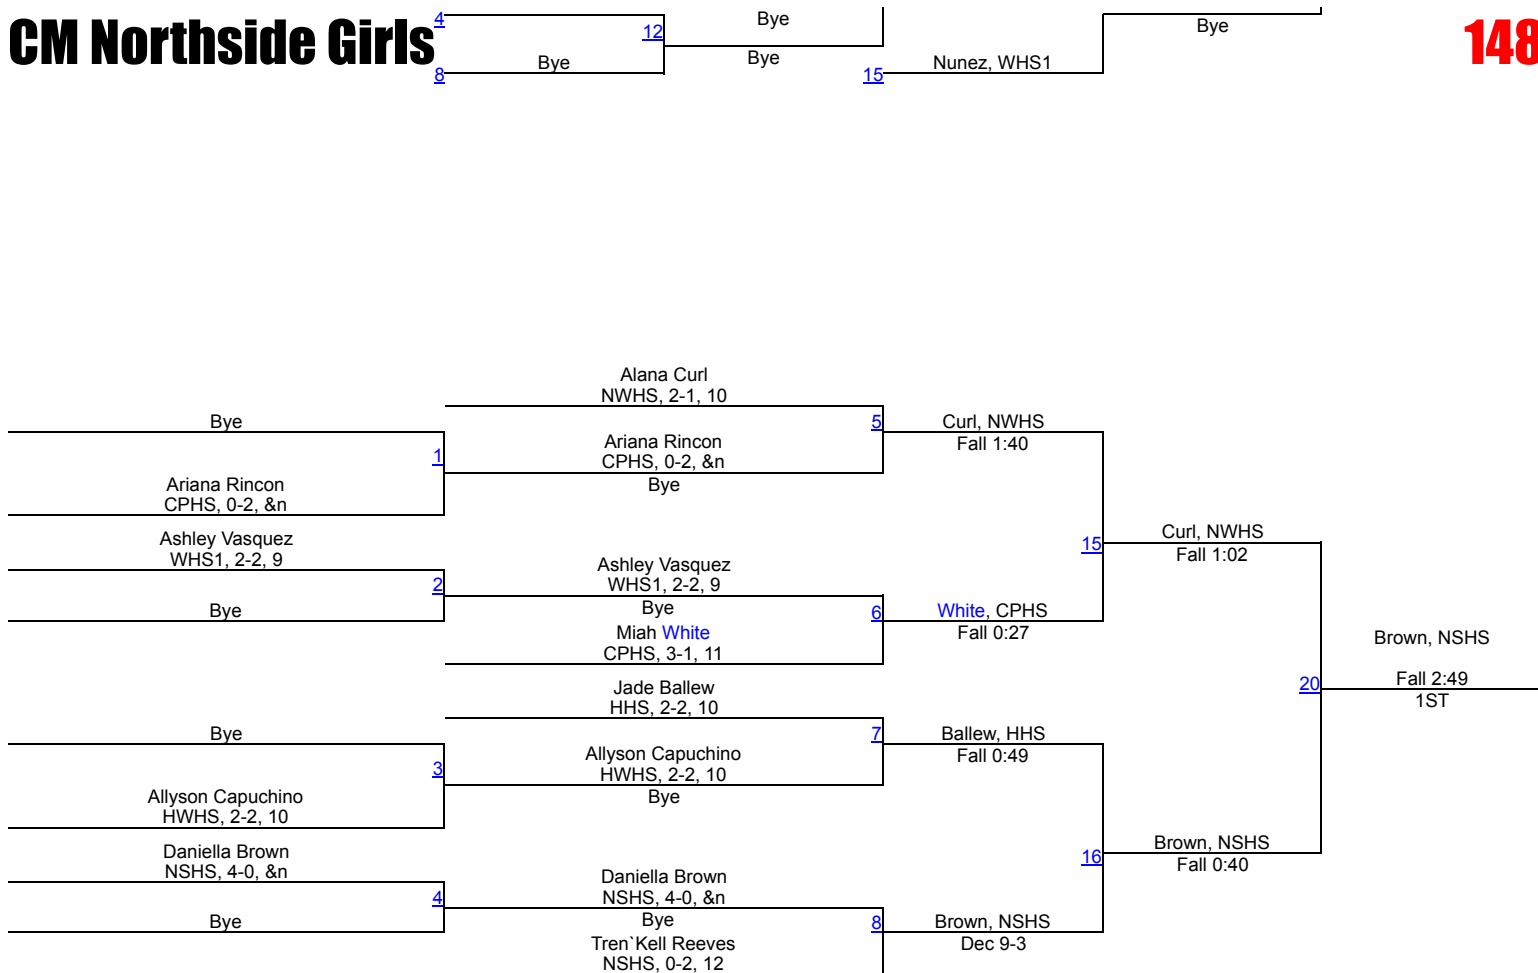 CM Northside Girls
148
4
12
Bye
Bye
8
Bye
Bye
15
Nunez, WHS1
Alana Curl
NWHS, 2-1, 10
Bye
5
Curl, NWHS
Fall 1:40
1
Ariana Rincon
CPHS, 0-2, &n
Bye
Ariana Rincon
CPHS, 0-2, &n
Ashley Vasquez
WHS1, 2-2, 9
15
Curl, NWHS
Fall 1:02
2
Ashley Vasquez
WHS1, 2-2, 9
Bye
Bye
6
White, CPHS
Fall 0:27
Miah White
CPHS, 3-1, 11
Brown, NSHS
20
Fall 2:49
1ST
Jade Ballew
HHS, 2-2, 10
Bye
7
Ballew, HHS
Fall 0:49
3
Allyson Capuchino
HWHS, 2-2, 10
Bye
Allyson Capuchino
HWHS, 2-2, 10
16
Brown, NSHS
Fall 0:40
Daniella Brown
NSHS, 4-0, &n
4
Daniella Brown
NSHS, 4-0, &n
Bye
Bye
8
Brown, NSHS
Dec 9-3
Tren`Kell Reeves
NSHS, 0-2, 12